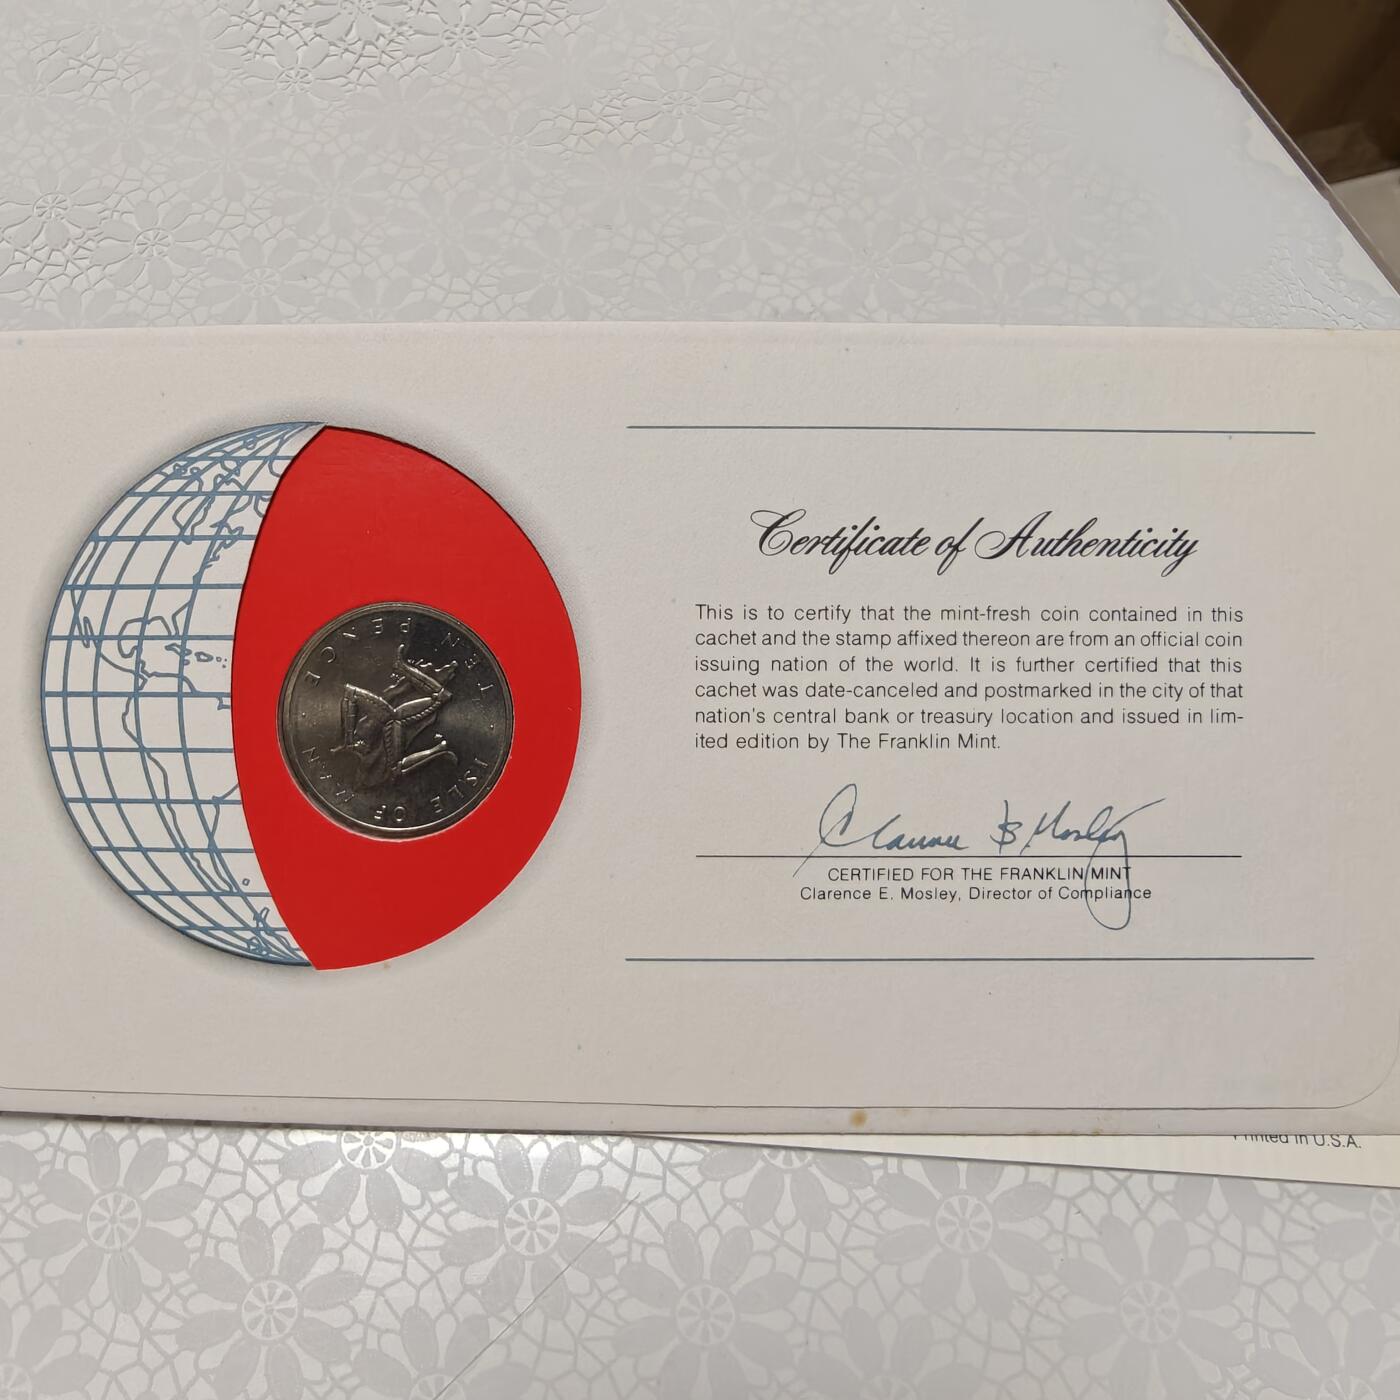 TEN PENCE · ISLE OF MAN ·
Certificate of Authenticity
This is to certify that the mint-fresh coin contained in this
cachet and the stamp affixed thereon are from an official coin
issuing nation of the world. It is further certified that this
cachet was date-canceled and postmarked in the city of that
nation's central bank or treasury location and issued in lim-
ited edition by The Franklin Mint.
CERTIFIED FOR THE FRANKLIN MINT
Clarence E. Mosley, Director of Compliance
Printed in U.S.A.